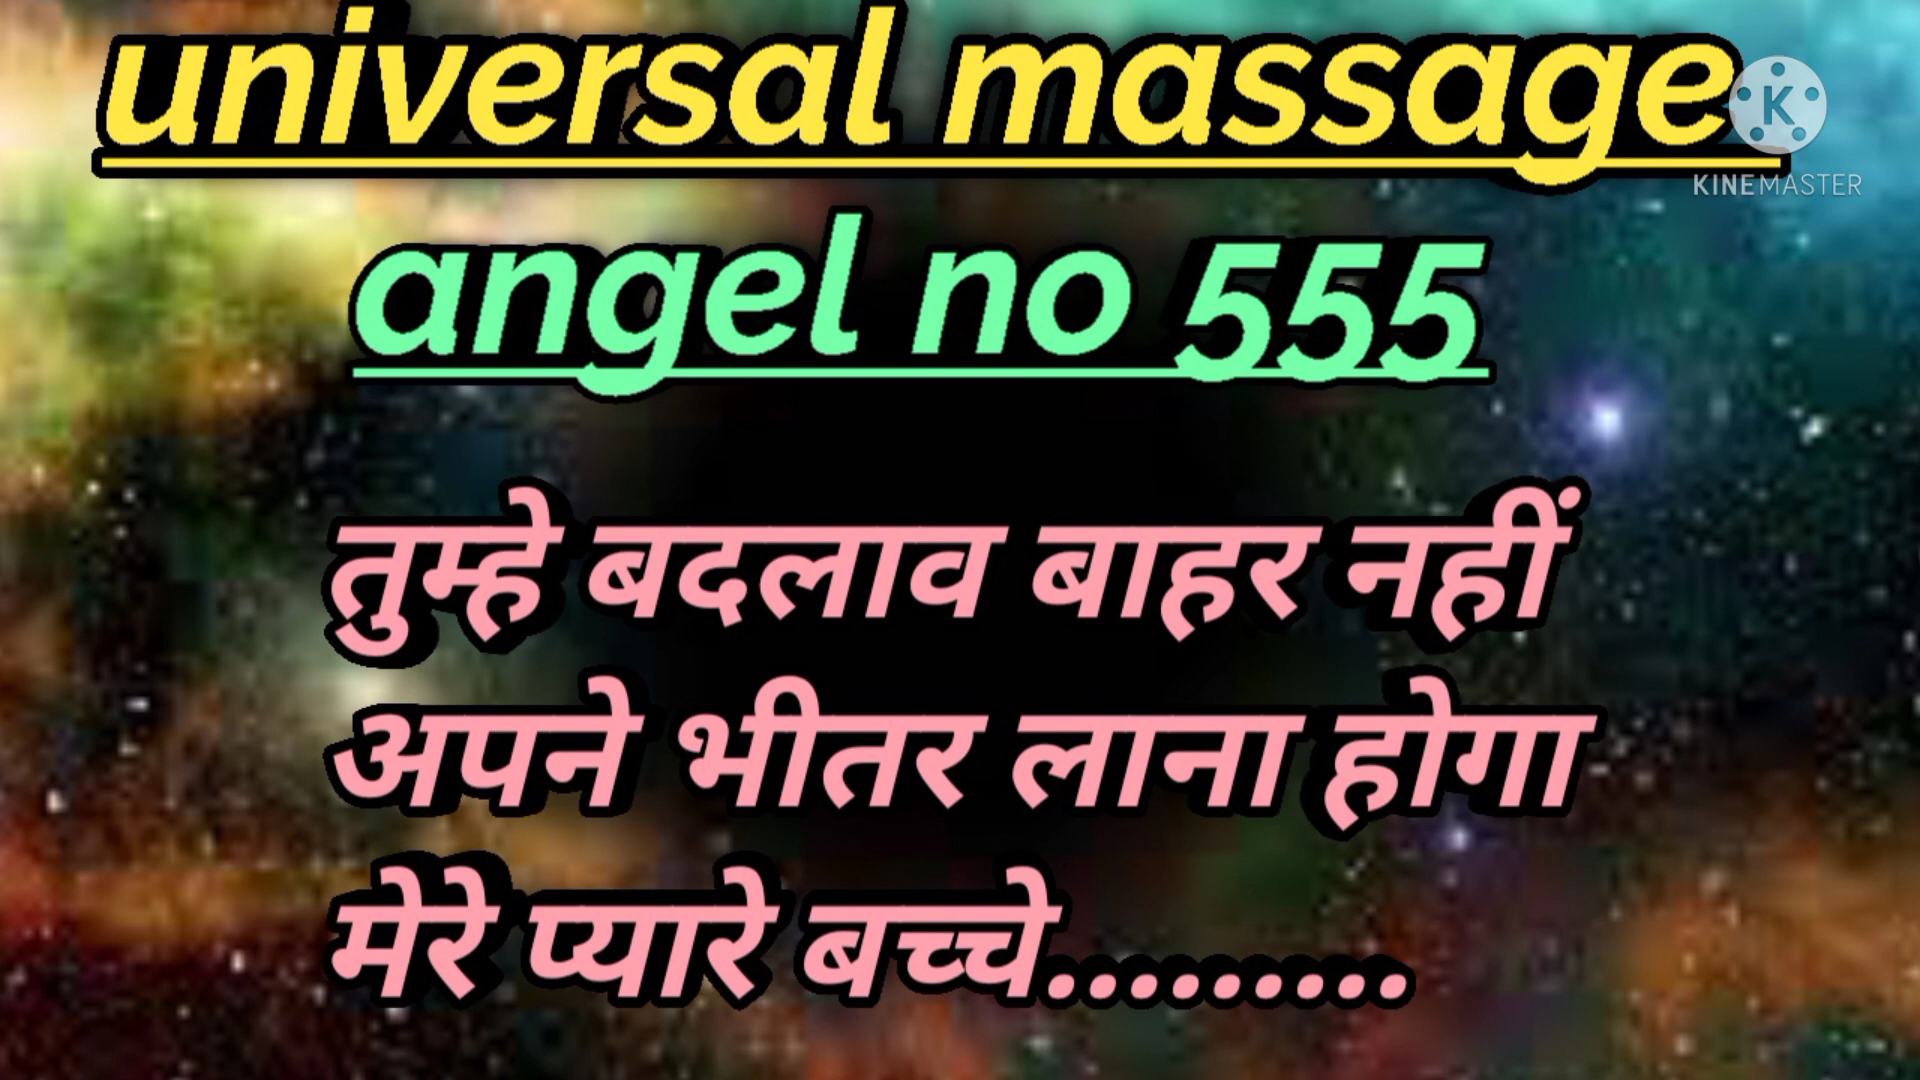 universal massage
KINEMASTER
angel no 555
तुम्हे बदलाव बाहर नहीं
अपने भीतर लाना होगा
मेरे प्यारे बच्चे.........